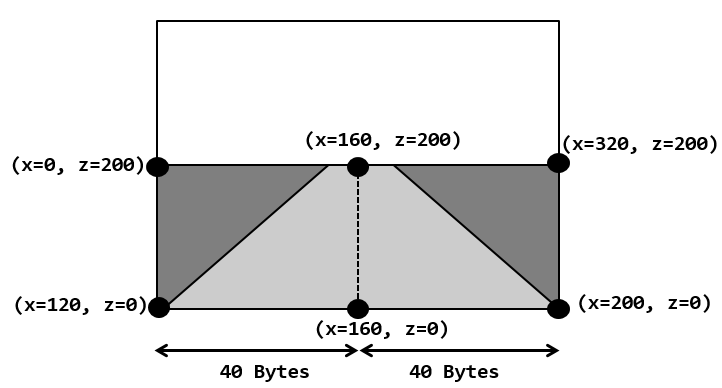 (x=160, z=200)
(x=320, z=200)
(x=0, z=200)
(x=120, z=0)
(x=200, z=0)
(x=160, z=0)
40 Bytes
40 Bytes